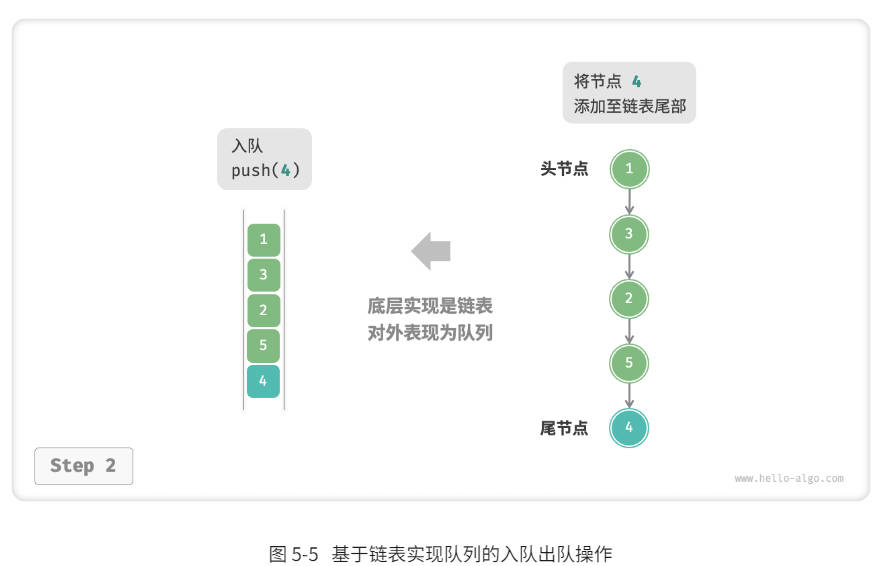 将节点 4
添加至链表尾部
入队
push(4)
头节点
1
3
2
5
4
尾节点
1
3
2
5
4
底层实现是链表
对外表现为队列
Step 2
www.hello-algo.com
图 5-5 基于链表实现队列的入队出队操作